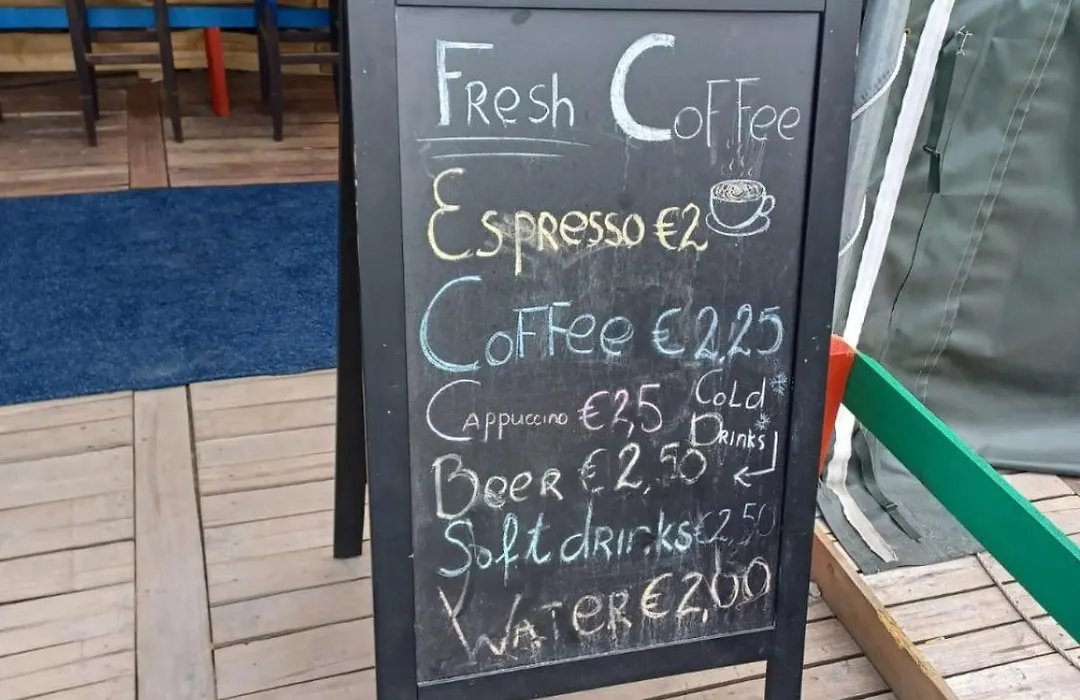 Fresh Coffee
Espresso €2
Coffee €2,25
Cappuccino €2,5
Cold
Drinks
Beer €2,50
Soft drinks €2,50
Water €2,00